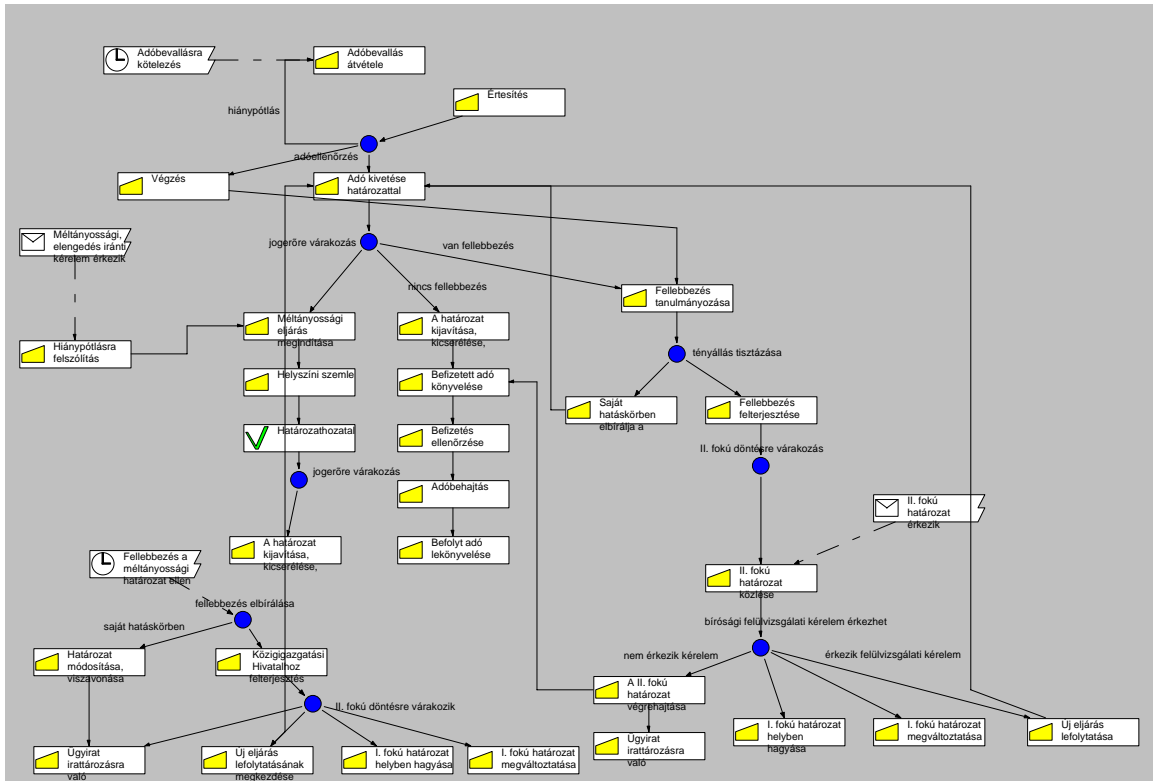 Adóbevallásra
kötelezés
Adóbevallás
átvétele
Értesítés
hiánypótlás
adóellenőrzés
Végzés
Adó kivetése
határozattal
Méltányossági,
elengedés iránti
kérelem érkezik
jogerőre várakozás
van fellebbezés
nincs fellebbezés
Fellebbezés
tanulmányozása
Méltányossági
eljárás
megindítása
A határozat
kijavítása,
kicserélése,
Hiánypótlásra
felszólítás
tényállás tisztázása
Helyszíni szemle
Befizetett adó
könyvelése
Saját
hatáskörben
elbírálja a
Fellebbezés
felterjesztése
Határozathozatal
Befizetés
ellenőrzése
II. fokú döntésre várakozás
jogerőre várakozás
Adóbehajtás
II. fokú
határozat
érkezik
A határozat
kijavítása,
kicserélése,
Befolyt adó
lekönyvelése
Fellebbezés a
méltányossági
határozat ellen
II. fokú
határozat
közlése
fellebbezés elbírálása
saját hatáskörben
bírósági felülvizsgálati kérelem érkezhet
Határozat
módosítása,
viszavonása
Közigigazgatási
Hivatalhoz
felterjesztés
nem érkezik kérelem
érkezik felülvizsgálati kérelem
A II. fokú
határozat
végrehajtása
II. fokú döntésre várakozik
I. fokú határozat
helyben
hagyása
I. fokú határozat
megváltoztatása
Új eljárás
lefolytatása
Ügyirat
irattározásra
való
Új eljárás
lefolytatásának
megkezdése
I. fokú határozat
helyben hagyása
I. fokú határozat
megváltoztatása
Ügyirat
irattározásra
való